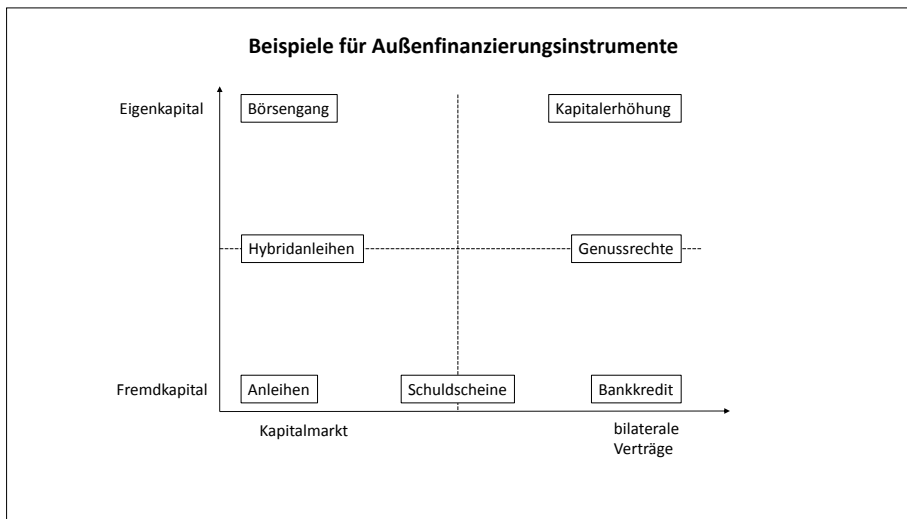 Beispiele für Außenfinanzierungsinstrumente
Eigenkapital
Börsengang
Kapitalerhöhung
Hybridanleihen
Genussrechte
Fremdkapital
Anleihen
Schuldscheine
Bankkredit
Kapitalmarkt
bilaterale
Verträge